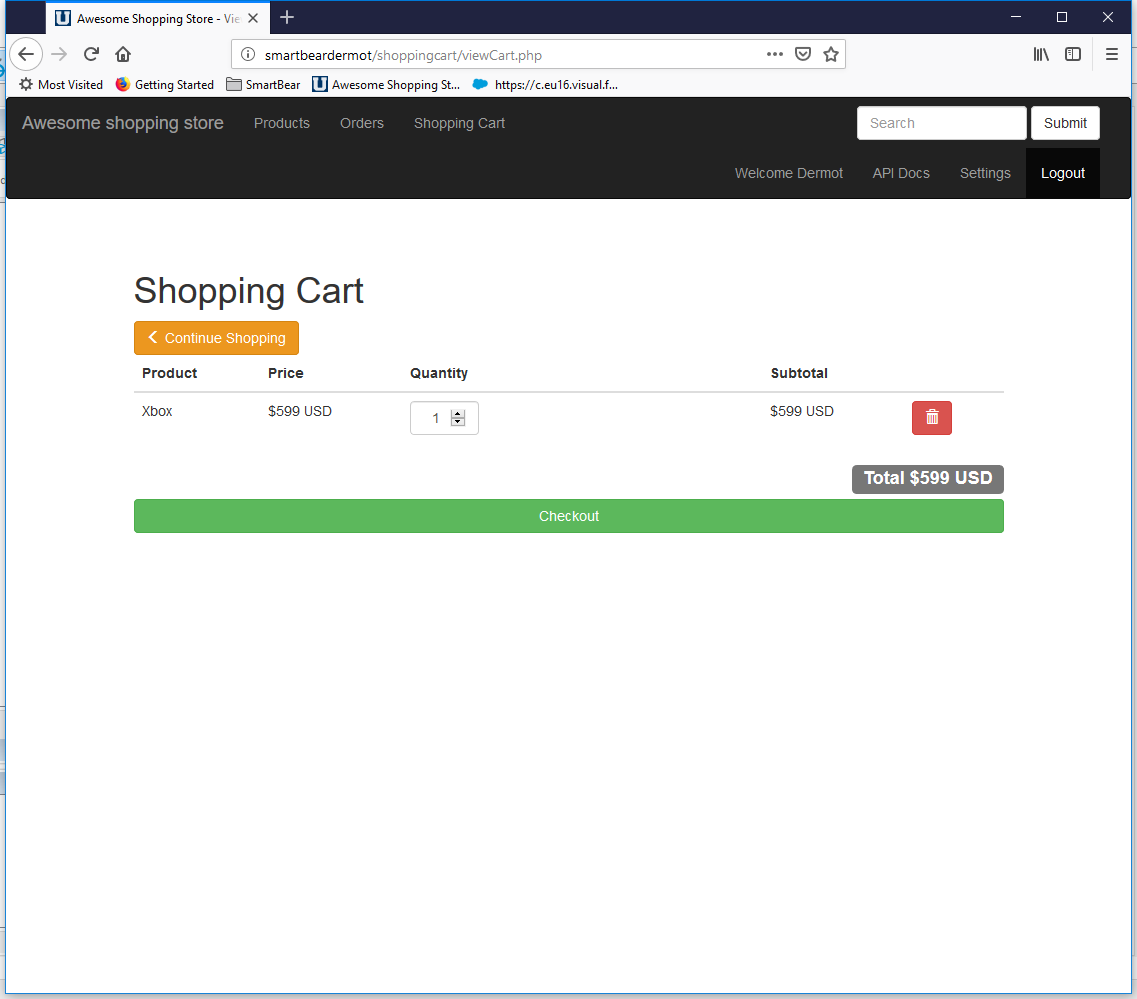 Awesome Shopping Store - Vie
smartbeardermot/shoppingcart/viewCart.php
Most Visited Getting Started SmartBear Awesome Shopping St... https://c.eu16.visual.f...
Awesome shopping store Products Orders Shopping Cart Search Submit
Welcome Dermot API Docs Settings Logout
Shopping Cart
Continue Shopping
Product Price Quantity Subtotal
Xbox $599 USD 1 $599 USD
Total $599 USD
Checkout